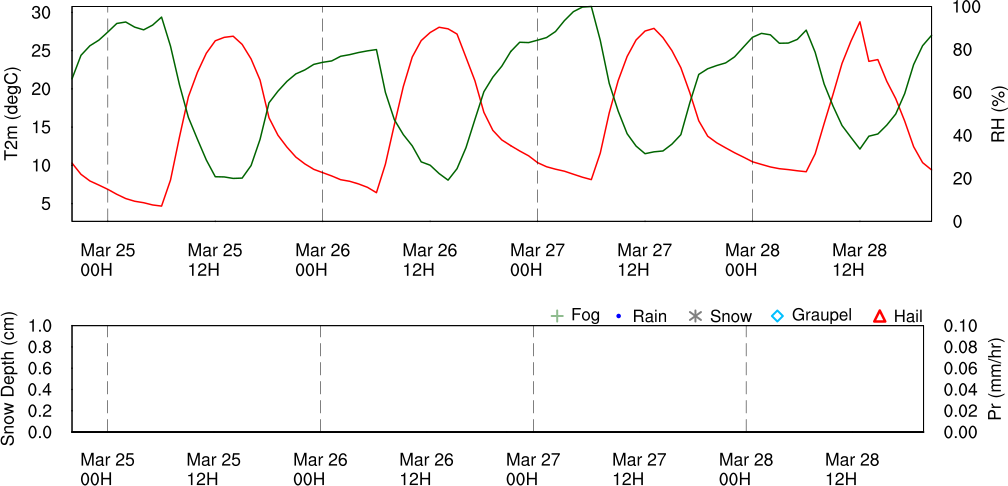 T2m (degC)
30
25
20
15
10
5
100
80
60
40
20
0
RH (%)
Mar 25 Mar 25 Mar 26 Mar 26 Mar 27 Mar 27 Mar 28 Mar 28
00H 12H 00H 12H 00H 12H 00H 12H
Fog Rain Snow Graupel Hail
Snow Depth (cm)
1.0
0.8
0.6
0.4
0.2
0.0
0.10
0.08
0.06
0.04
0.02
0.00
Pr (mm/hr)
Mar 25 Mar 25 Mar 26 Mar 26 Mar 27 Mar 27 Mar 28 Mar 28
00H 12H 00H 12H 00H 12H 00H 12H